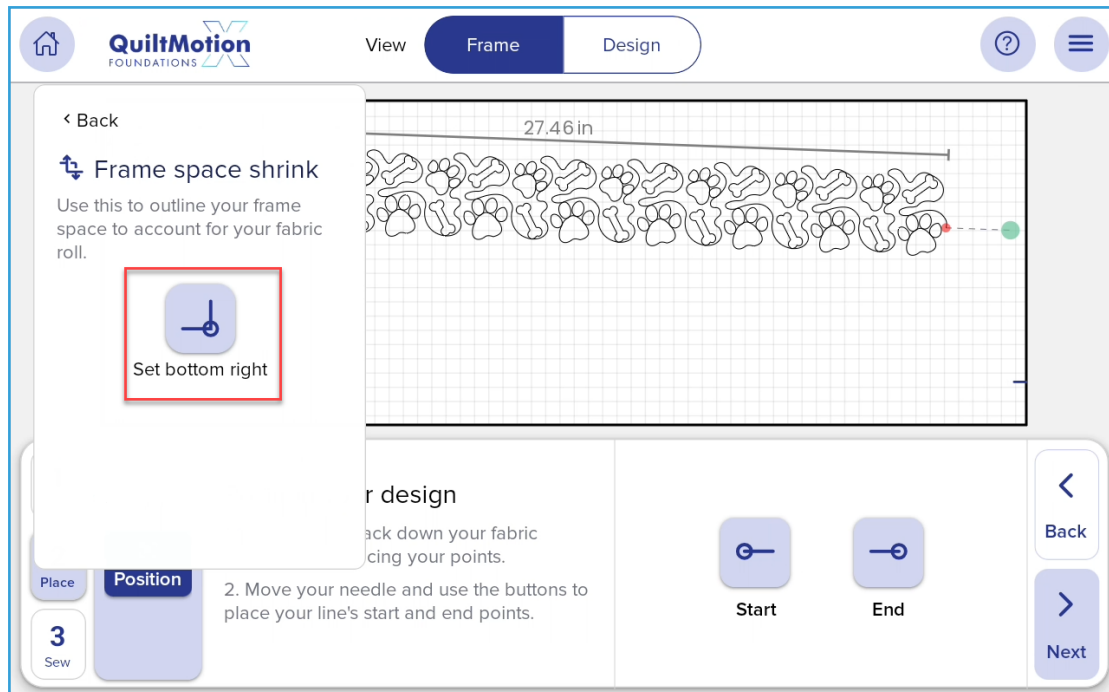 QuiltMotion
FOUNDATIONS
View
Frame
Design
Back
Frame space shrink
Use this to outline your frame
space to account for your fabric
roll.
Set bottom right
27.46 in
r design
ack down your fabric
cing your points.
2. Move your needle and use the buttons to
place your line's start and end points.
Place
Position
3
Sew
Start
End
Back
Next